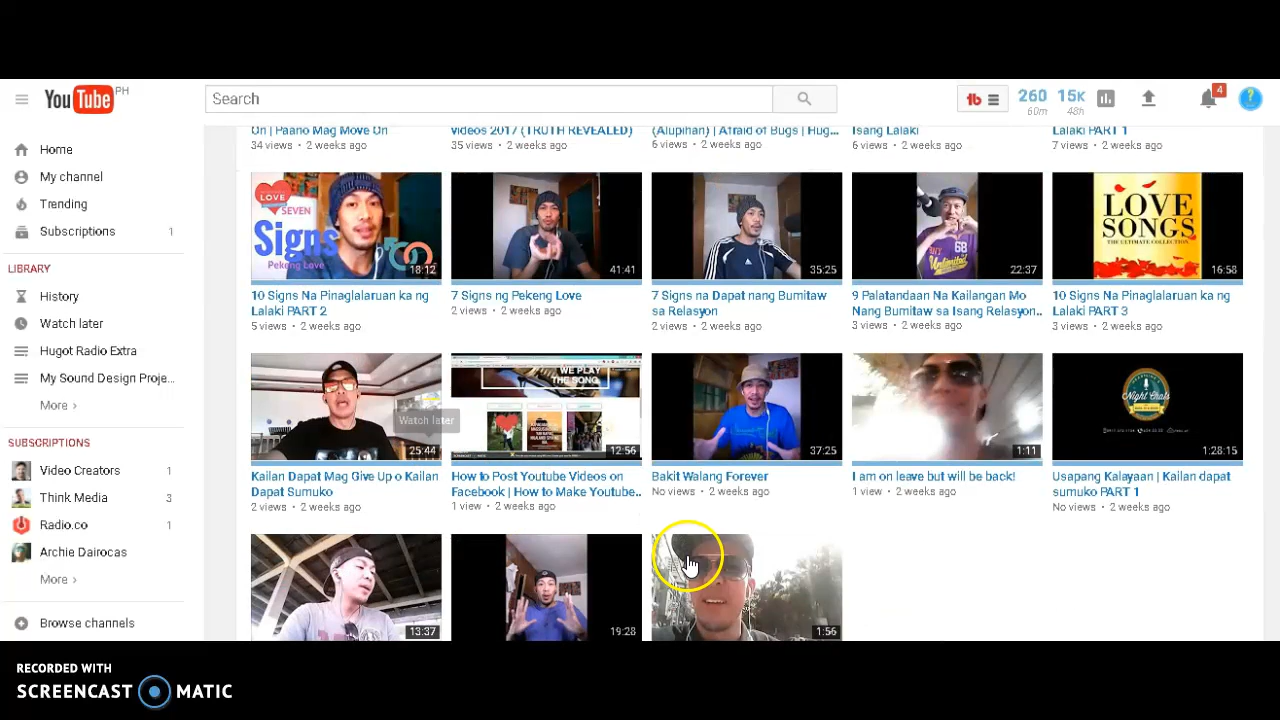 YouTube PH
Search
tb
260
60m
15K
48h
4
Home
My channel
Trending
Subscriptions 1
LIBRARY
History
Watch later
Hugot Radio Extra
My Sound Design Proje...
More ›
SUBSCRIPTIONS
Video Creators 1
Think Media 3
Radio.co 1
Archie Dairocas
More ›
Browse channels
On | Paano Mag Move On
34 views • 2 weeks ago
videos 2017 (TRUTH REVEALED)
35 views • 2 weeks ago
(Alupihan) | Afraid of Bugs | Hug...
6 views • 2 weeks ago
Isang Lalaki
6 views • 2 weeks ago
Lalaki PART 1
7 views • 2 weeks ago
LOVE
SEVEN
Signs
Pekeng Love
18:12
10 Signs Na Pinaglalaruan ka ng
Lalaki PART 2
5 views • 2 weeks ago
41:41
7 Signs ng Pekeng Love
2 views • 2 weeks ago
35:25
7 Signs na Dapat nang Bumitaw
sa Relasyon
2 views • 2 weeks ago
68
22:37
9 Palatandaan Na Kailangan Mo
Nang Bumitaw sa Isang Relasyon..
3 views • 2 weeks ago
LOVE
SONGS
THE ULTIMATE COLLECTION
16:58
10 Signs Na Pinaglalaruan ka ng
Lalaki PART 3
3 views • 2 weeks ago
Watch later
25:44
Kailan Dapat Mag Give Up o Kailan
Dapat Sumuko
2 views • 2 weeks ago
WE PLAY
THE SONG
12:56
How to Post Youtube Videos on
Facebook | How to Make Youtube..
1 view • 2 weeks ago
37:25
Bakit Walang Forever
No views • 2 weeks ago
1:11
I am on leave but will be back!
1 view • 2 weeks ago
Night Chats
1:28:15
Usapang Kalayaan | Kailan dapat
sumuko PART 1
No views • 2 weeks ago
13:37
19:28
1:56
RECORDED WITH
SCREENCAST MATIC